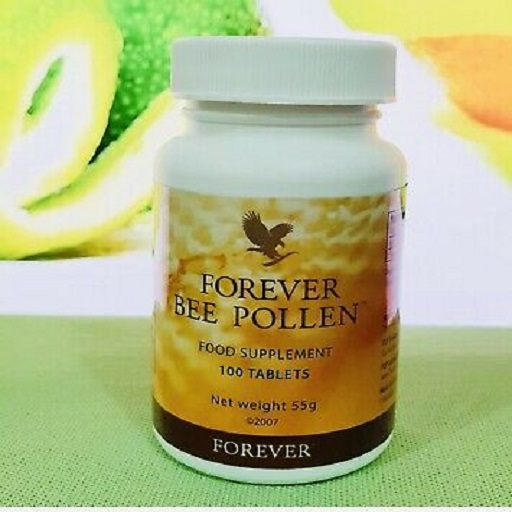 FOREVER
BEE POLLEN™
FOOD SUPPLEMENT
100 TABLETS
Net weight 55g
©2007
FOREVER